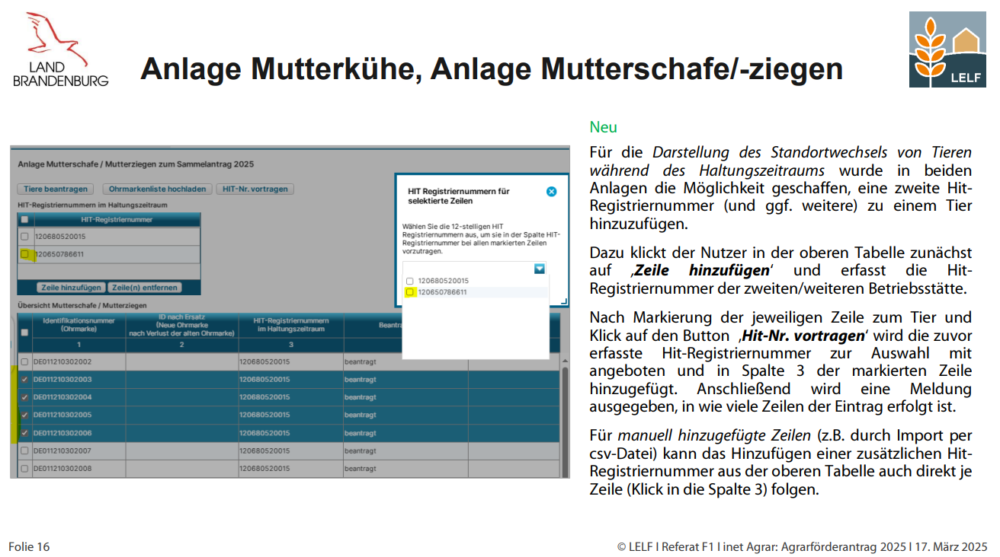 LAND
BRANDENBURG
Anlage Mutterkühe, Anlage Mutterschafe/-ziegen
LELF
Anlage Mutterschafe / Mutterziegen zum Sammelantrag 2025
Tiere beantragen Ohrmarkenliste hochladen HIT-Nr. vortragen
HIT-Registriernummern im Haltungszeitraum
HIT-Registriernummer
120680520015
120650786611
Zeile hinzufügen Zeile(n) entfernen
HIT Registriernummern für
selektierte Zeilen
Wählen Sie die 12-stelligen HIT
Registriernummern aus, um sie in der Spalte HIT-
Registriernummer bei allen markierten Zeilen
vorzutragen.
120680520015
120650786611
Übersicht Mutterschafe / Mutterziegen
Identifikationsnummer
(Ohrmarke)
ID nach Ersatz
(Neue Ohrmarke
nach Verlust der alten Ohrmarke)
HIT-Registriernummern
im Haltungszeitraum
Beantra
1 2 3
DE011210302002 120680520015 beantragt
DE011210302003 120680520015 beantragt
DE011210302004 120680520015 beantragt
DE011210302005 120680520015 beantragt
DE011210302006 120680520015 beantragt
DE011210302007 120680520015 beantragt
DE011210302008 120680520015 beantragt
Neu
Für die Darstellung des Standortwechsels von Tieren
während des Haltungszeitraums wurde in beiden
Anlagen die Möglichkeit geschaffen, eine zweite Hit-
Registriernummer (und ggf. weitere) zu einem Tier
hinzuzufügen.
Dazu klickt der Nutzer in der oberen Tabelle zunächst
auf ‚Zeile hinzufügen‘ und erfasst die Hit-
Registriernummer der zweiten/weiteren Betriebsstätte.
Nach Markierung der jeweiligen Zeile zum Tier und
Klick auf den Button ‚Hit-Nr. vortragen‘ wird die zuvor
erfasste Hit-Registriernummer zur Auswahl mit
angeboten und in Spalte 3 der markierten Zeile
hinzugefügt. Anschließend wird eine Meldung
ausgegeben, in wie viele Zeilen der Eintrag erfolgt ist.
Für manuell hinzugefügte Zeilen (z.B. durch Import per
csv-Datei) kann das Hinzufügen einer zusätzlichen Hit-
Registriernummer aus der oberen Tabelle auch direkt je
Zeile (Klick in die Spalte 3) folgen.
Folie 16
© LELF I Referat F1 I inet Agrar: Agrarförderantrag 2025 I 17. März 2025